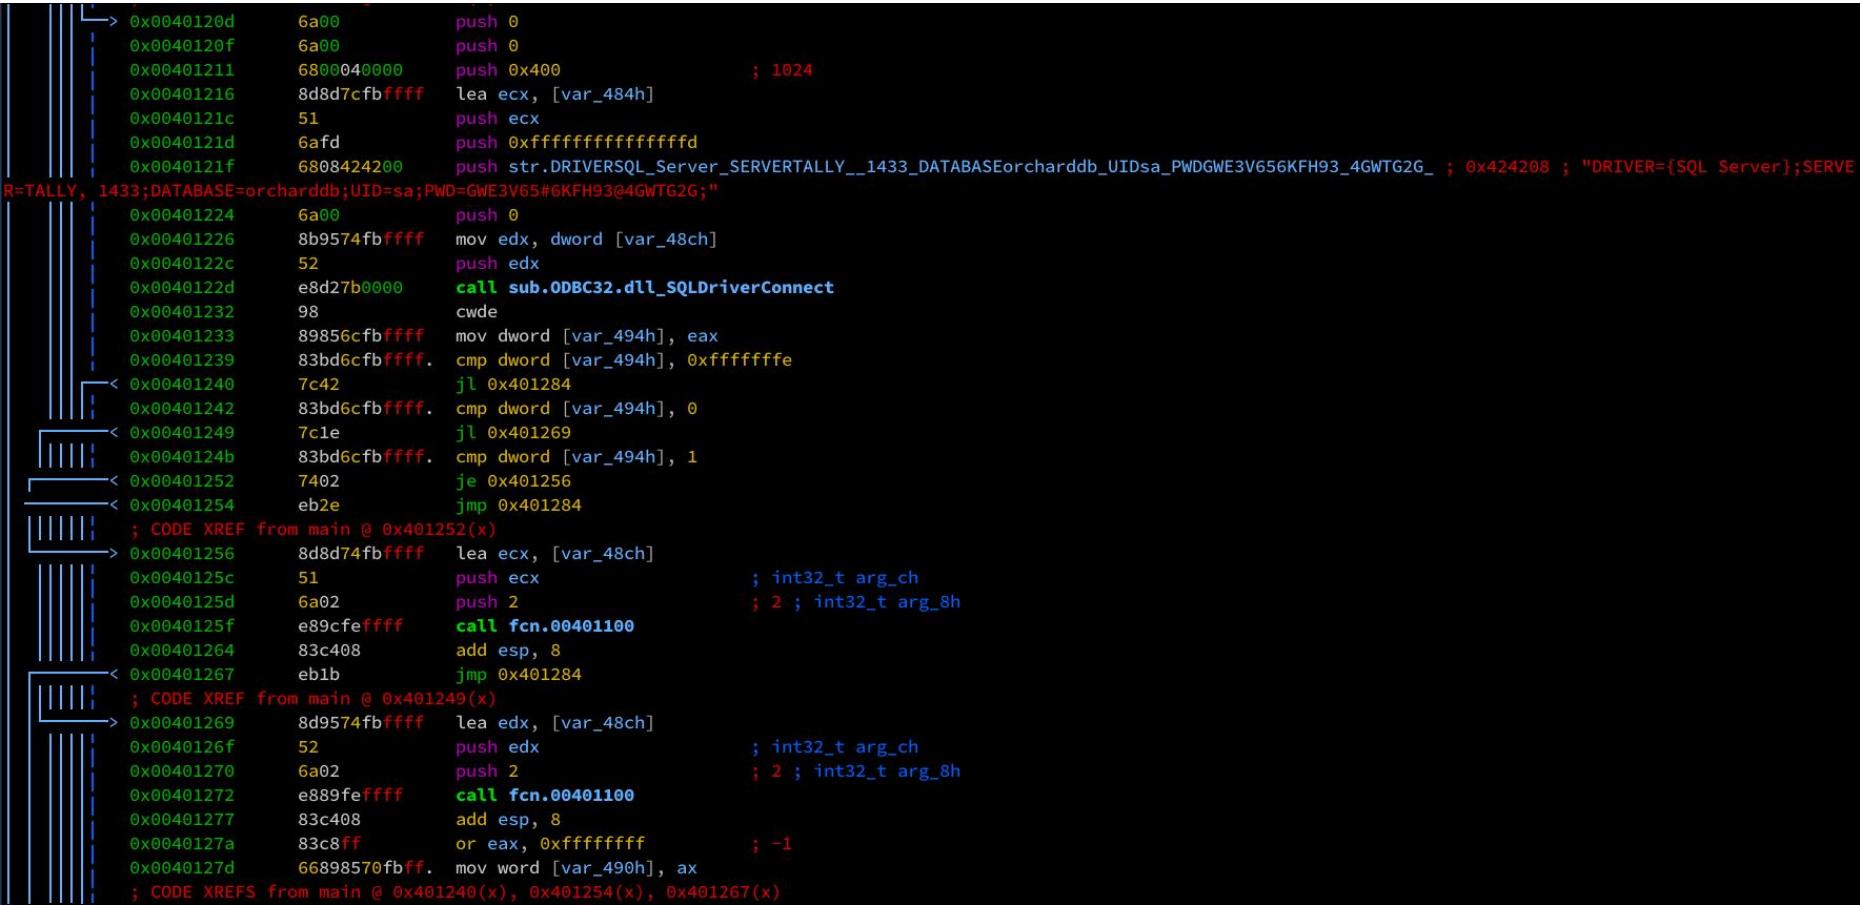 > 0x0040120d 6a00 push 0
0x0040120f 6a00 push 0
0x00401211 6800040000 push 0x400 ; 1024
0x00401216 8d8d7cfbffff lea ecx, [var_484h]
0x0040121c 51 push ecx
0x0040121d 6afd push 0xfffffffffffffffd
0x0040121f 6808424200 push str.DRIVERSQL_Server_SERVERTALLY__1433_DATABASEorcharddb_UIDsa_PWDGWE3V656KFH93_4GWTG2G_ ; 0x424208 ; "DRIVER={SQL Server};SERVE
R=TALLY, 1433;DATABASE=orcharddb;UID=sa;PWD=GWE3V65#6KFH93@4GWTG2G;"
0x00401224 6a00 push 0
0x00401226 8b9574fbffff mov edx, dword [var_48ch]
0x0040122c 52 push edx
0x0040122d e8d27b0000 call sub.ODBC32.dll_SQLDriverConnect
0x00401232 98 cwde
0x00401233 89856cfbffff mov dword [var_494h], eax
0x00401239 83bd6cfbffff. cmp dword [var_494h], 0xfffffffe
< 0x00401240 7c42 jl 0x401284
0x00401242 83bd6cfbffff. cmp dword [var_494h], 0
< 0x00401249 7c1e jl 0x401269
0x0040124b 83bd6cfbffff. cmp dword [var_494h], 1
< 0x00401252 7402 je 0x401256
< 0x00401254 eb2e jmp 0x401284
; CODE XREF from main @ 0x401252(x)
> 0x00401256 8d8d74fbffff lea ecx, [var_48ch]
0x0040125c 51 push ecx ; int32_t arg_ch
0x0040125d 6a02 push 2 ; 2 ; int32_t arg_8h
0x0040125f e89cfeffff call fcn.00401100
0x00401264 83c408 add esp, 8
< 0x00401267 eb1b jmp 0x401284
; CODE XREF from main @ 0x401249(x)
> 0x00401269 8d9574fbffff lea edx, [var_48ch]
0x0040126f 52 push edx ; int32_t arg_ch
0x00401270 6a02 push 2 ; 2 ; int32_t arg_8h
0x00401272 e889feffff call fcn.00401100
0x00401277 83c408 add esp, 8
0x0040127a 83c8ff or eax, 0xffffffff ; -1
0x0040127d 66898570fbff. mov word [var_490h], ax
; CODE XREFS from main @ 0x401240(x), 0x401254(x), 0x401267(x)